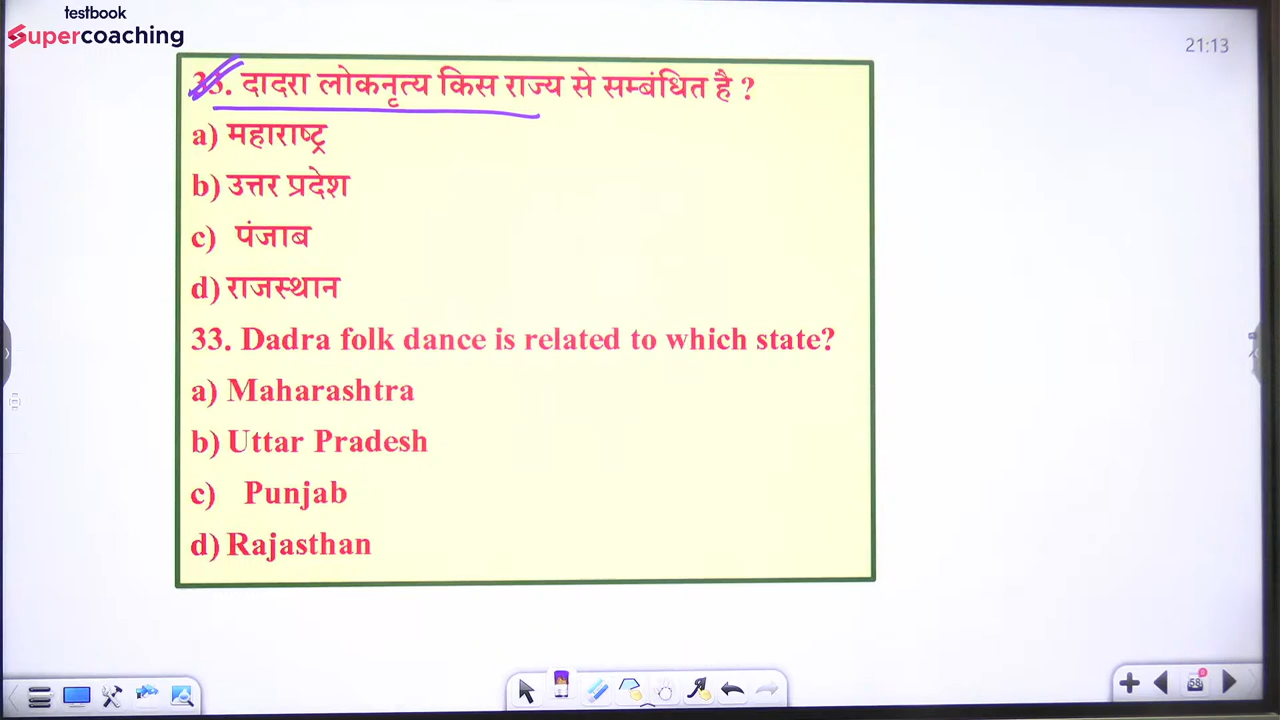 testbook
Supercoaching
21:13
33. दादरा लोकनृत्य किस राज्य से सम्बंधित है ?
a) महाराष्ट्र
b) उत्तर प्रदेश
c) पंजाब
d) राजस्थान
33. Dadra folk dance is related to which state?
a) Maharashtra
b) Uttar Pradesh
c) Punjab
d) Rajasthan
58